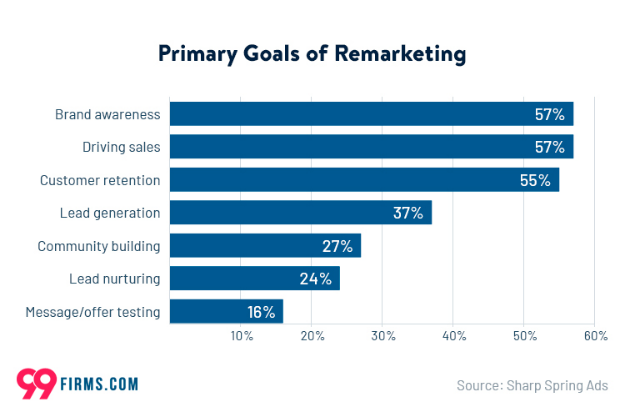 Primary Goals of Remarketing
Brand awareness 57%
Driving sales 57%
Customer retention 55%
Lead generation 37%
Community building 27%
Lead nurturing 24%
Message/offer testing 16%
10% 20% 30% 40% 50% 60%
99FIRMS.COM
Source: Sharp Spring Ads